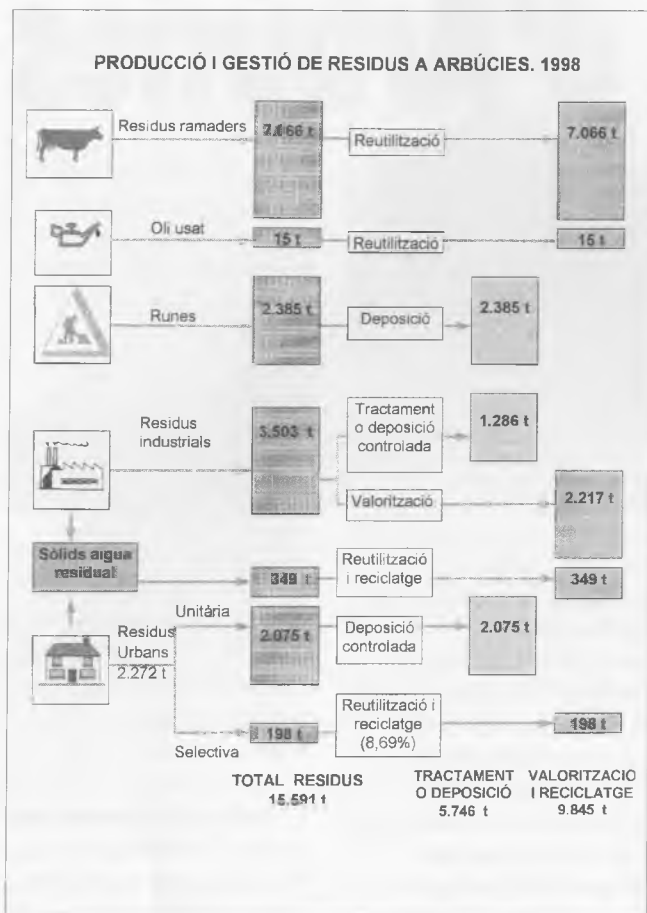 PRODUCCIÓ I GESTIÓ DE RESIDUS A ARBÚCIES. 1998
Residus ramaders
7.066 t
Reutilització
7.066 t
Oli usat
15 t
Reutilització
15 t
Runes
2.385 t
Deposició
2.385 t
Residus
industrials
3.503 t
Tractament
o deposició
controlada
1.286 t
Valorització
2.217 t
Sòlids aigua
residual
349 t
Reutilització
i reciclatge
349 t
Unitària
Residus
Urbans
2.272 t
2.075 t
Deposició
controlada
2.075 t
Selectiva
198 t
Reutilització i
reciclatge
(8,69%)
198 t
TOTAL RESIDUS
15.591 t
TRACTAMENT
O DEPOSICIÓ
5.746 t
VALORITZACIO
I RECICLATGE
9.845 t